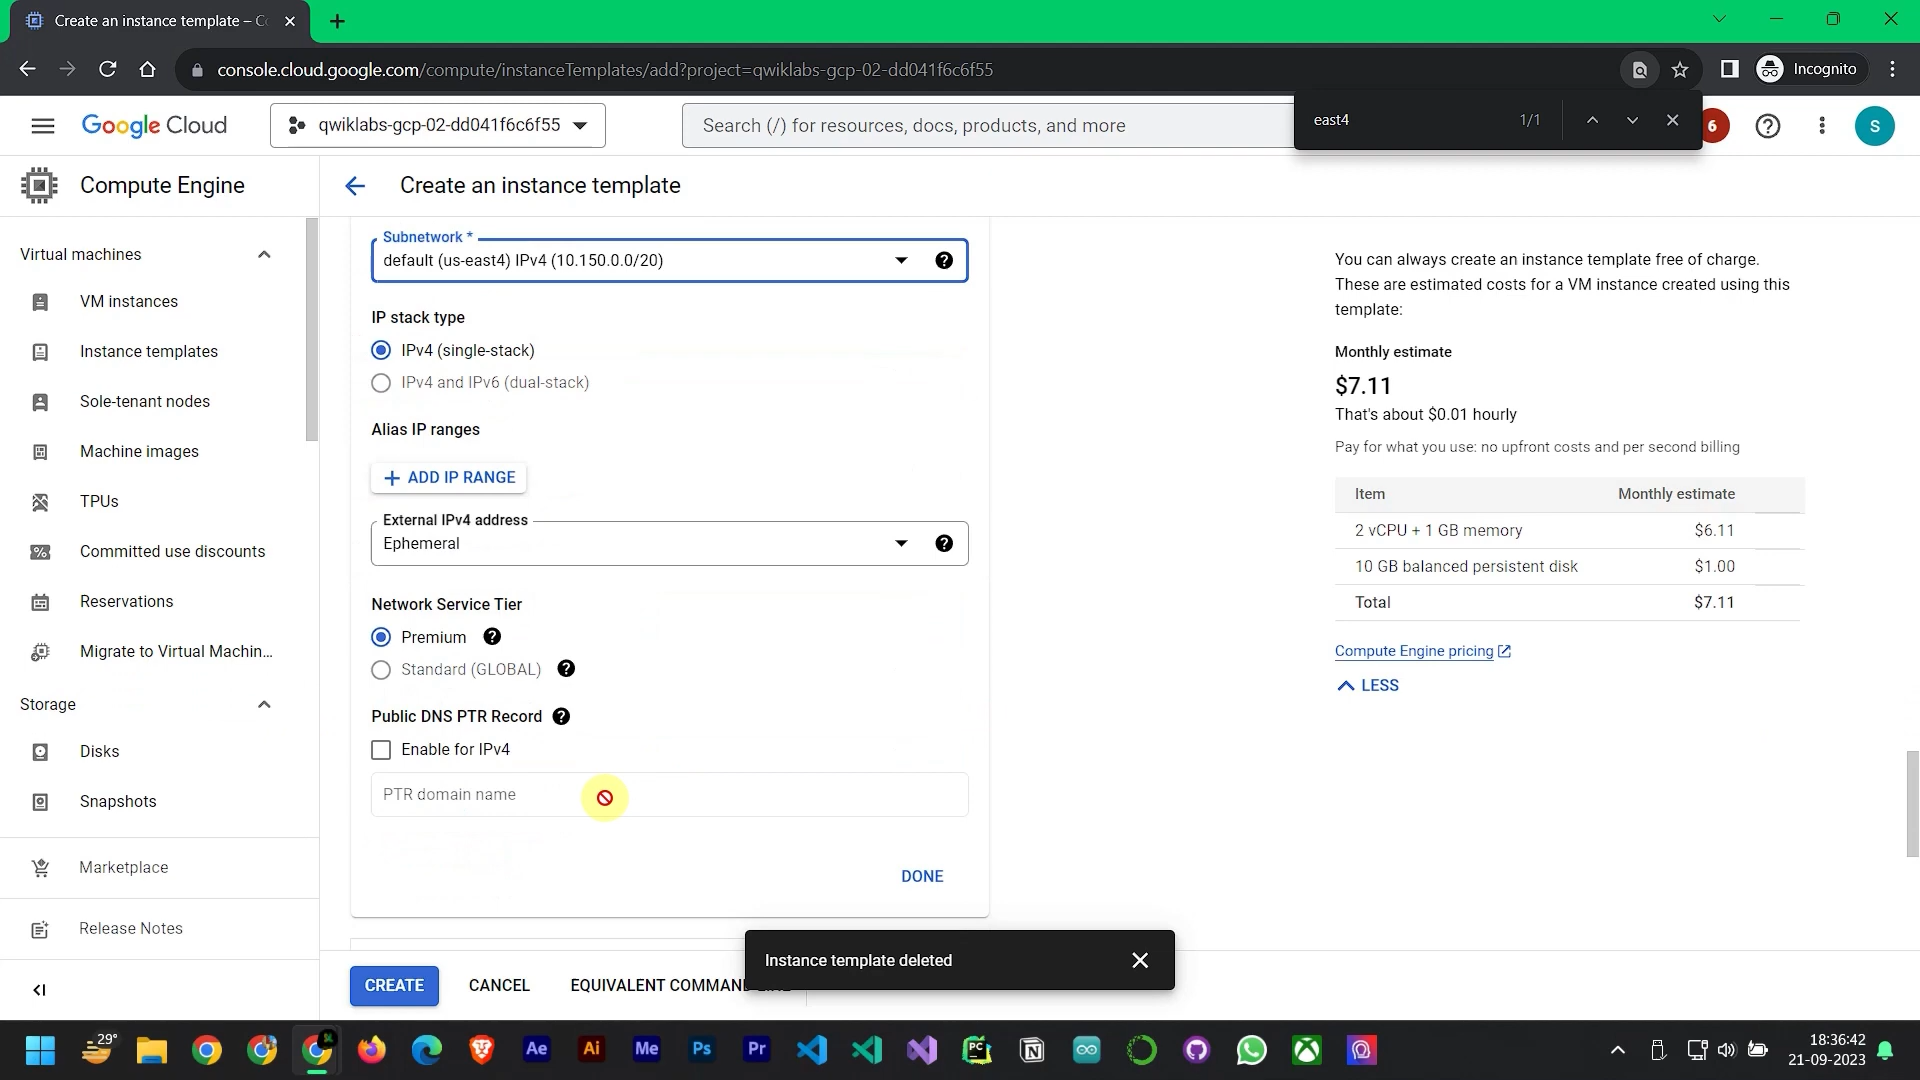 Create an instance template – C
console.cloud.google.com/compute/instanceTemplates/add?project=qwiklabs-gcp-02-dd041f6c6f55
Incognito
Google Cloud
qwiklabs-gcp-02-dd041f6c6f55
Search (/) for resources, docs, products, and more
east4
1/1
6
S
Compute Engine
Create an instance template
Virtual machines
VM instances
Instance templates
Sole-tenant nodes
Machine images
TPUs
Committed use discounts
Reservations
Migrate to Virtual Machin...
Storage
Disks
Snapshots
Marketplace
Release Notes
Subnetwork *
default (us-east4) IPv4 (10.150.0.0/20)
IP stack type
IPv4 (single-stack)
IPv4 and IPv6 (dual-stack)
Alias IP ranges
ADD IP RANGE
External IPv4 address
Ephemeral
Network Service Tier
Premium
Standard (GLOBAL)
Public DNS PTR Record
Enable for IPv4
PTR domain name
DONE
You can always create an instance template free of charge.
These are estimated costs for a VM instance created using this
template:
Monthly estimate
$7.11
That's about $0.01 hourly
Pay for what you use: no upfront costs and per second billing
Item Monthly estimate
2 vCPU + 1 GB memory $6.11
10 GB balanced persistent disk $1.00
Total $7.11
Compute Engine pricing
LESS
CREATE
CANCEL
EQUIVALENT COMMAND
Instance template deleted
29°
Ae
Ai
Me
Ps
Pr
PC
N
18:36:42
21-09-2023